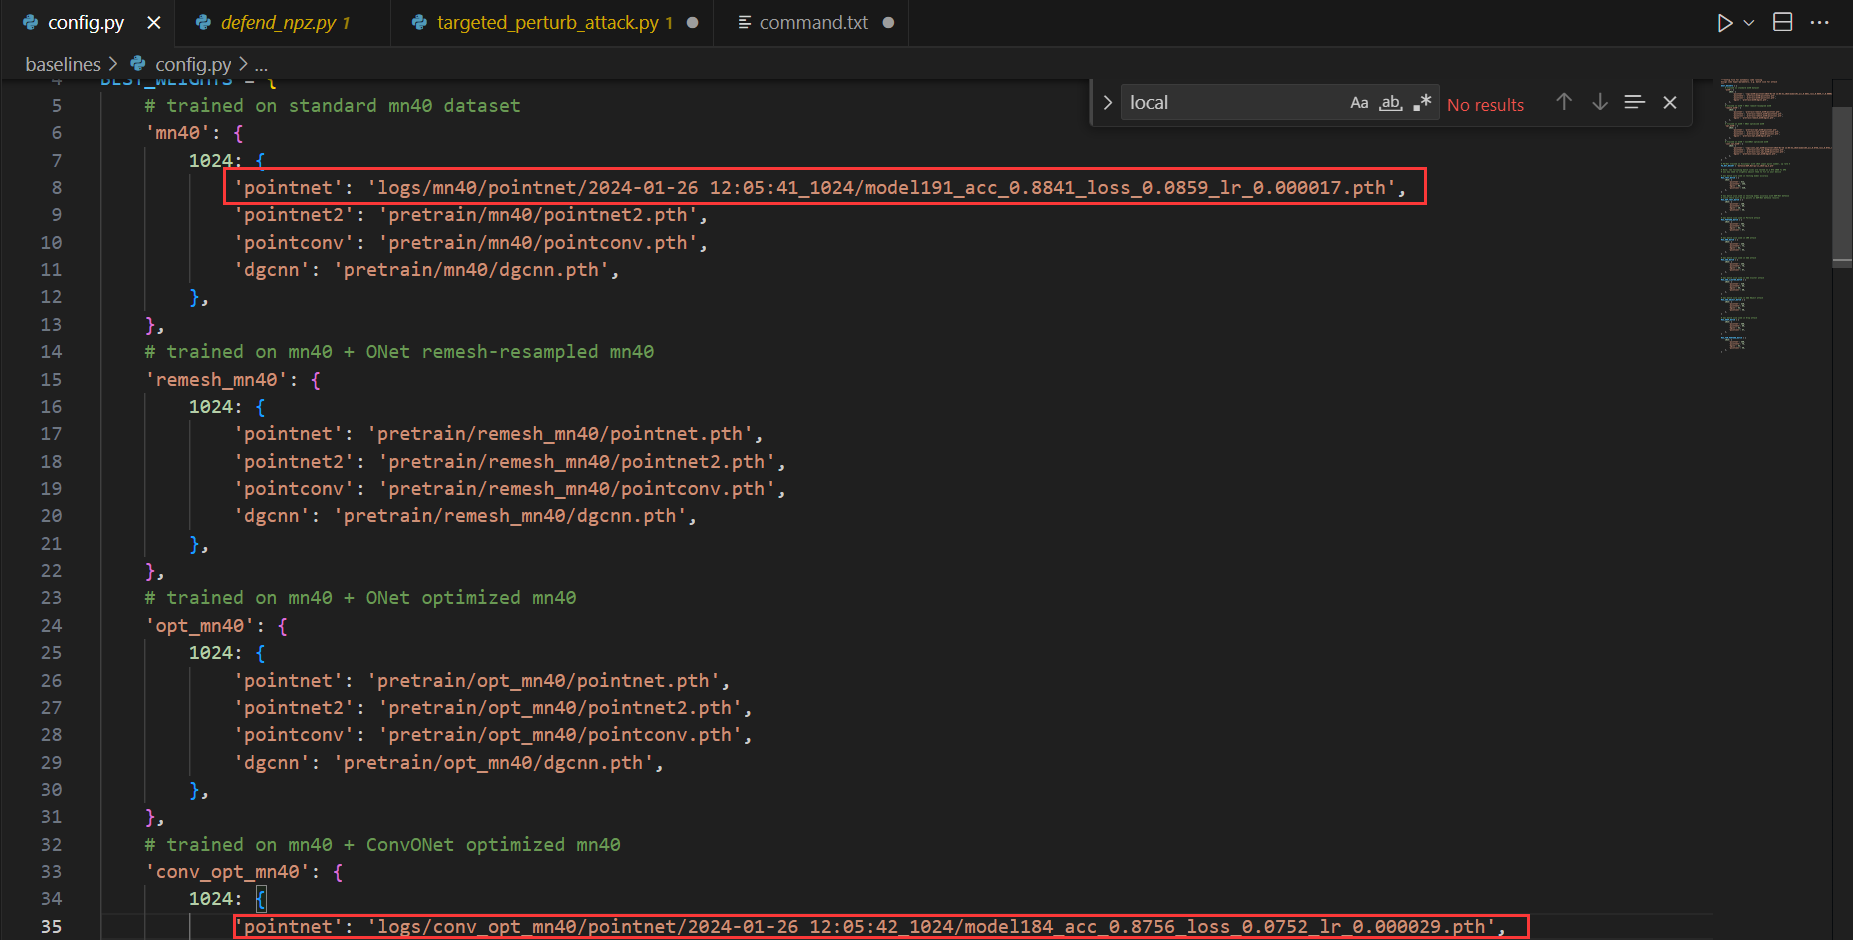 config.py
defend_npz.py 1
targeted_perturb_attack.py 1
command.txt
baselines > config.py > ...
local
Aa
ab
.*
No results
4 BEST_WEIGHTS = {
5 # trained on standard mn40 dataset
6 'mn40': {
7 1024: {
8 'pointnet': 'logs/mn40/pointnet/2024-01-26 12:05:41_1024/model191_acc_0.8841_loss_0.0859_lr_0.000017.pth',
9 'pointnet2': 'pretrain/mn40/pointnet2.pth',
10 'pointconv': 'pretrain/mn40/pointconv.pth',
11 'dgcnn': 'pretrain/mn40/dgcnn.pth',
12 },
13 },
14 # trained on mn40 + ONet remesh-resampled mn40
15 'remesh_mn40': {
16 1024: {
17 'pointnet': 'pretrain/remesh_mn40/pointnet.pth',
18 'pointnet2': 'pretrain/remesh_mn40/pointnet2.pth',
19 'pointconv': 'pretrain/remesh_mn40/pointconv.pth',
20 'dgcnn': 'pretrain/remesh_mn40/dgcnn.pth',
21 },
22 },
23 # trained on mn40 + ONet optimized mn40
24 'opt_mn40': {
25 1024: {
26 'pointnet': 'pretrain/opt_mn40/pointnet.pth',
27 'pointnet2': 'pretrain/opt_mn40/pointnet2.pth',
28 'pointconv': 'pretrain/opt_mn40/pointconv.pth',
29 'dgcnn': 'pretrain/opt_mn40/dgcnn.pth',
30 },
31 },
32 # trained on mn40 + ConvONet optimized mn40
33 'conv_opt_mn40': {
34 1024: {
35 'pointnet': 'logs/conv_opt_mn40/pointnet/2024-01-26 12:05:42_1024/model184_acc_0.8756_loss_0.0752_lr_0.000029.pth',